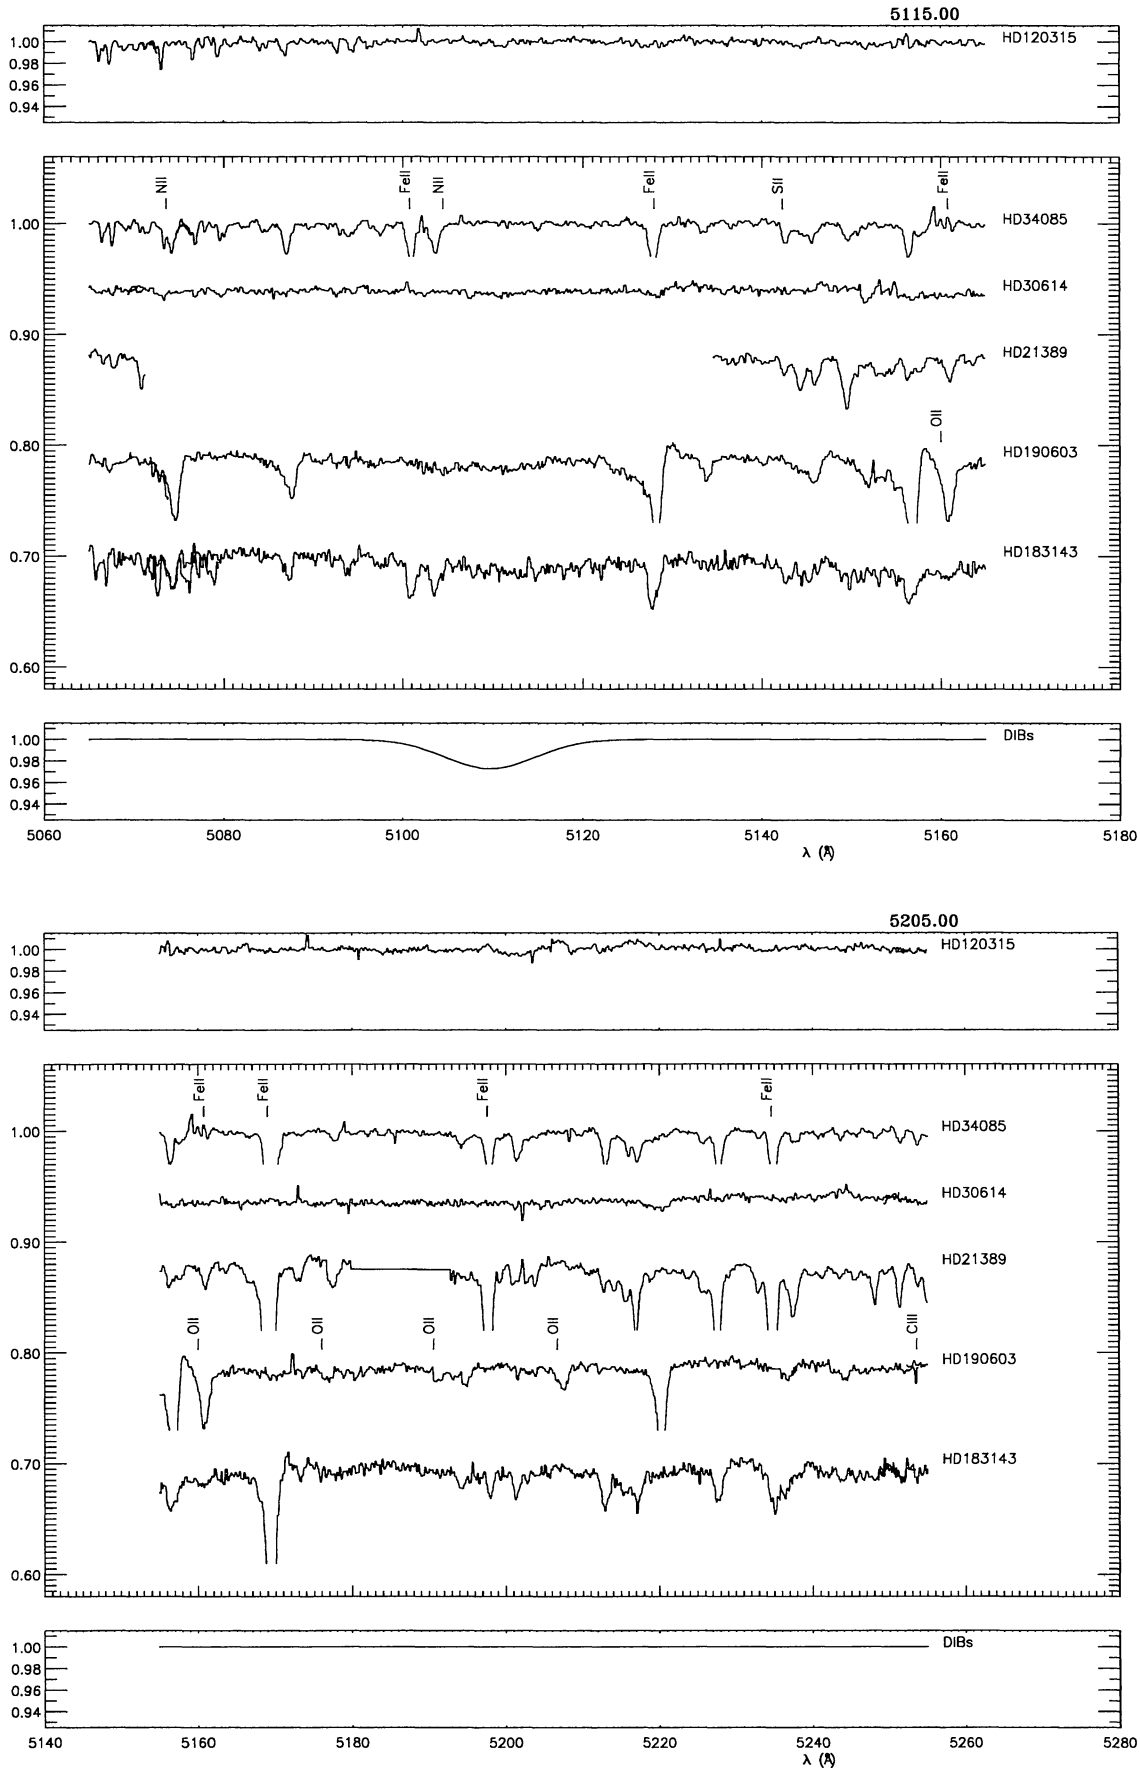 5115.00
1.00
HD120315
0.98
0.96
0.94
NII
FeII
NII
FeII
SII
FeII
1.00
HD34085
HD30614
0.90
HD21389
OII
0.80
HD190603
0.70
HD183143
0.60
1.00
DIBs
0.98
0.96
0.94
5060 5080 5100 5120 5140 5160 5180
λ (Å)
5205.00
1.00
HD120315
0.98
0.96
0.94
FeII
FeII
FeII
FeII
1.00
HD34085
HD30614
0.90
HD21389
OII
OII
OII
OII
CIII
0.80
HD190603
0.70
HD183143
0.60
1.00
DIBs
0.98
0.96
0.94
5140 5160 5180 5200 5220 5240 5260 5280
λ (Å)